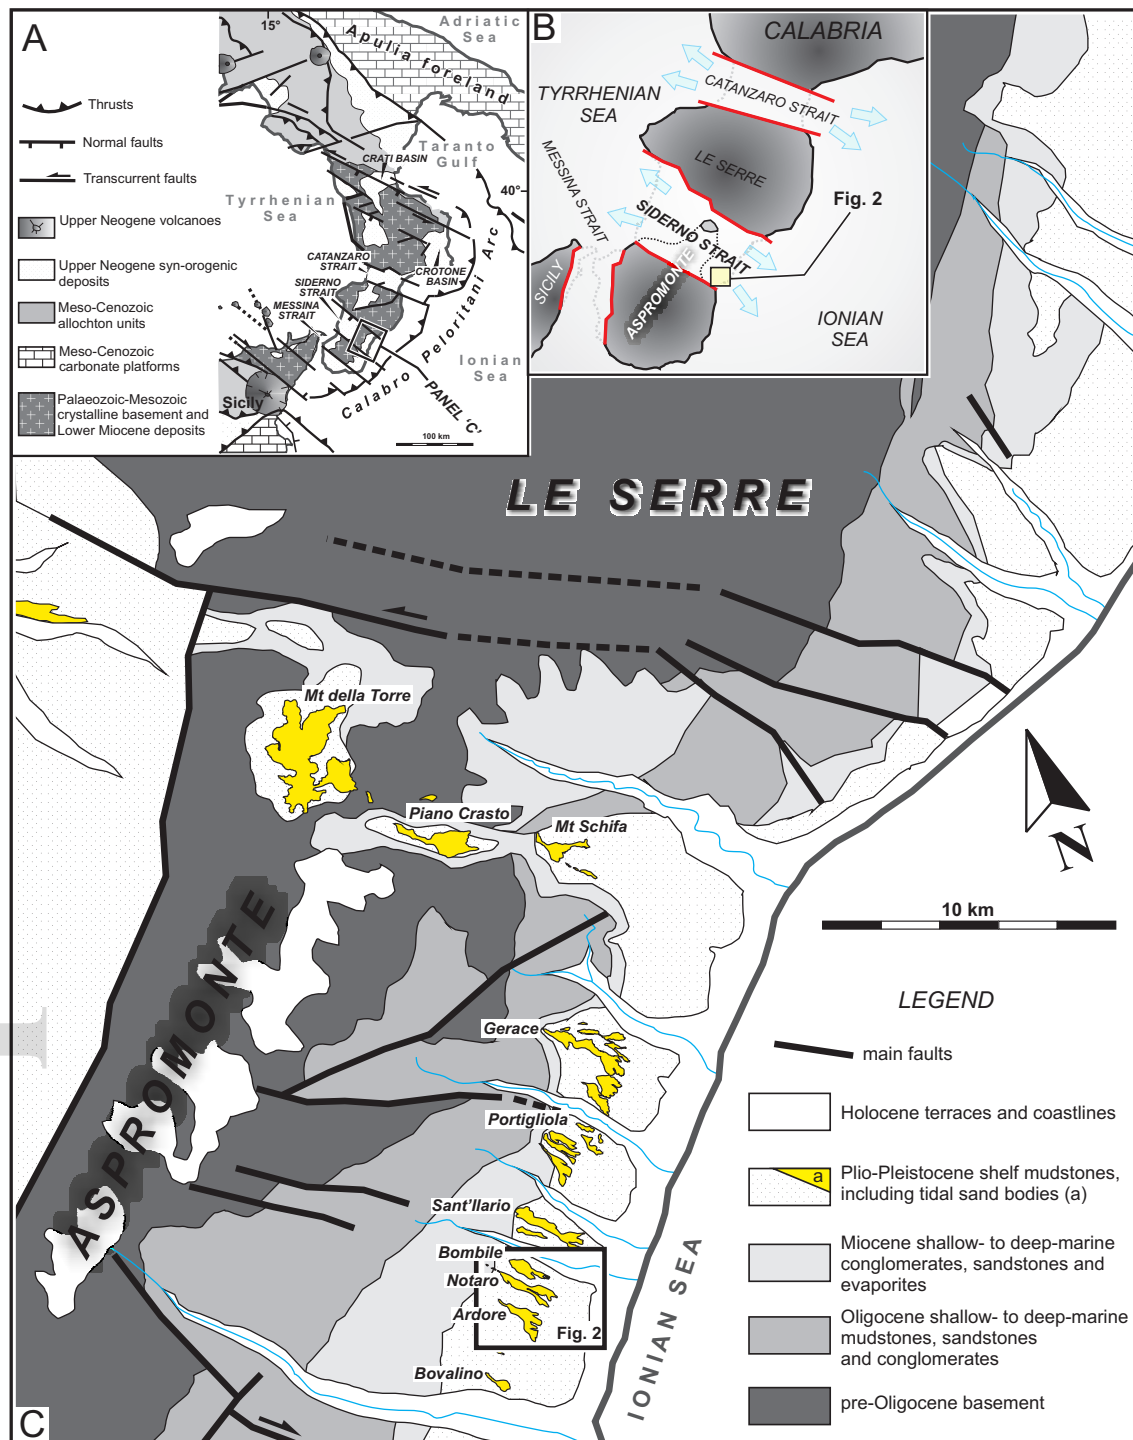 A
15°
Adriatic
Sea
Apulia foreland
Thrusts
Normal faults
Transcurrent faults
Upper Neogene volcanoes
Upper Neogene syn-orogenic
deposits
Meso-Cenozoic
allochton units
Meso-Cenozoic
carbonate platforms
Palaeozoic-Mesozoic
crystalline basement and
Lower Miocene deposits
Taranto
Gulf
CRATI BASIN
40°
Tyrrhenian
Sea
CATANZARO
STRAIT
CROTONE
BASIN
SIDERNO
STRAIT
MESSINA
STRAIT
Calabro Peloritani Arc
Ionian
Sea
Sicily
PANEL 'C'
100 km
B
CALABRIA
TYRRHENIAN
SEA
CATANZARO STRAIT
MESSINA STRAIT
LE SERRE
Fig. 2
SIDERNO STRAIT
SICILY
ASPROMONTE
IONIAN
SEA
LE SERRE
Mt della Torre
Piano Crasto
Mt Schifa
N
10 km
ASPROMONTE
LEGEND
Gerace
main faults
Holocene terraces and coastlines
Portigliola
a
Plio-Pleistocene shelf mudstones,
including tidal sand bodies (a)
Sant'Ilario
Bombile
Notaro
Ardore
Fig. 2
Miocene shallow- to deep-marine
conglomerates, sandstones and
evaporites
Oligocene shallow- to deep-marine
mudstones, sandstones
and conglomerates
Bovalino
IONIAN SEA
pre-Oligocene basement
C